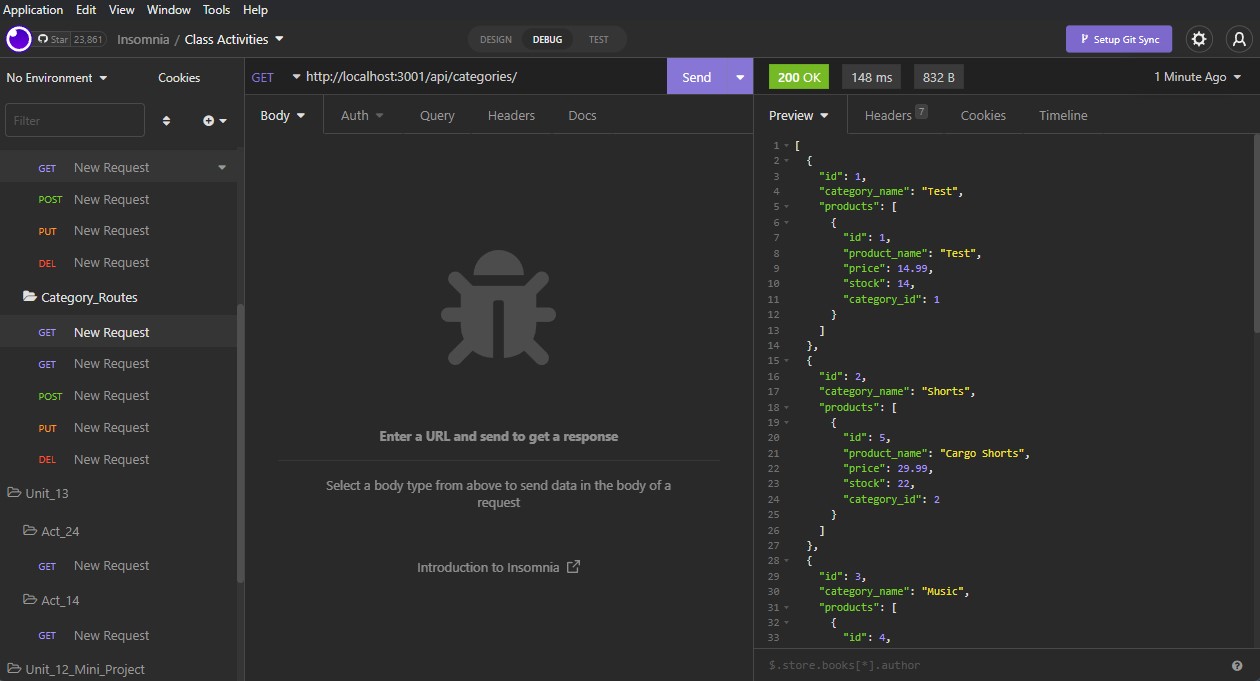 Application Edit View Window Tools Help
Star 23,861 Insomnia / Class Activities DESIGN DEBUG TEST Setup Git Sync
No Environment Cookies
Filter
GET New Request
POST New Request
PUT New Request
DEL New Request
Category_Routes
GET New Request
GET New Request
POST New Request
PUT New Request
DEL New Request
Unit_13
Act_24
GET New Request
Act_14
GET New Request
Unit_12_Mini_Project
GET http://localhost:3001/api/categories/ Send
Body Auth Query Headers Docs
Enter a URL and send to get a response
Select a body type from above to send data in the body of a
request
Introduction to Insomnia
200 OK 148 ms 832 B 1 Minute Ago
Preview Headers 7 Cookies Timeline
1 [
2 {
3 "id": 1,
4 "category_name": "Test",
5 "products": [
6 {
7 "id": 1,
8 "product_name": "Test",
9 "price": 14.99,
10 "stock": 14,
11 "category_id": 1
12 }
13 ]
14 },
15 {
16 "id": 2,
17 "category_name": "Shorts",
18 "products": [
19 {
20 "id": 5,
21 "product_name": "Cargo Shorts",
22 "price": 29.99,
23 "stock": 22,
24 "category_id": 2
25 }
26 ]
27 },
28 {
29 "id": 3,
30 "category_name": "Music",
31 "products": [
32 {
33 "id": 4,
$.store.books[*].author